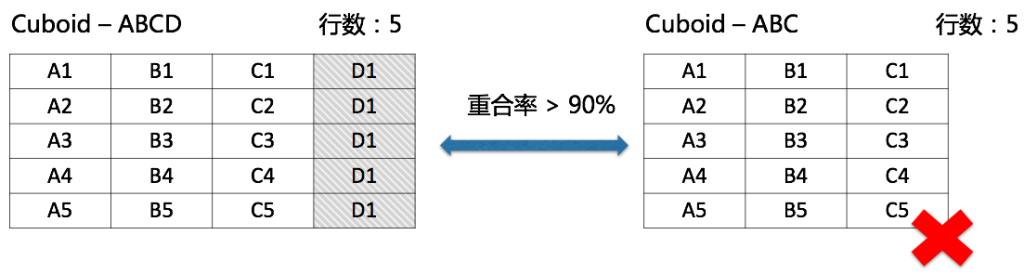 Cuboid – ABCD 行数：5 Cuboid – ABC 行数：5
A1 B1 C1 D1 A1 B1 C1
A2 B2 C2 D1 重合率 > 90% A2 B2 C2
A3 B3 C3 D1 A3 B3 C3
A4 B4 C4 D1 A4 B4 C4
A5 B5 C5 D1 A5 B5 C5